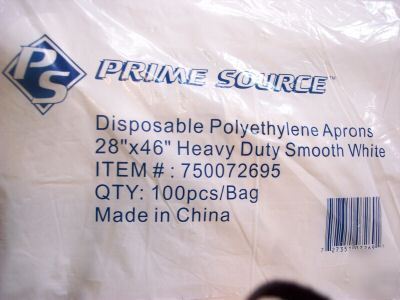 PS PRIME SOURCE™
Disposable Polyethylene Aprons
28"x46" Heavy Duty Smooth White
ITEM # : 750072695
QTY: 100pcs/Bag
Made in China